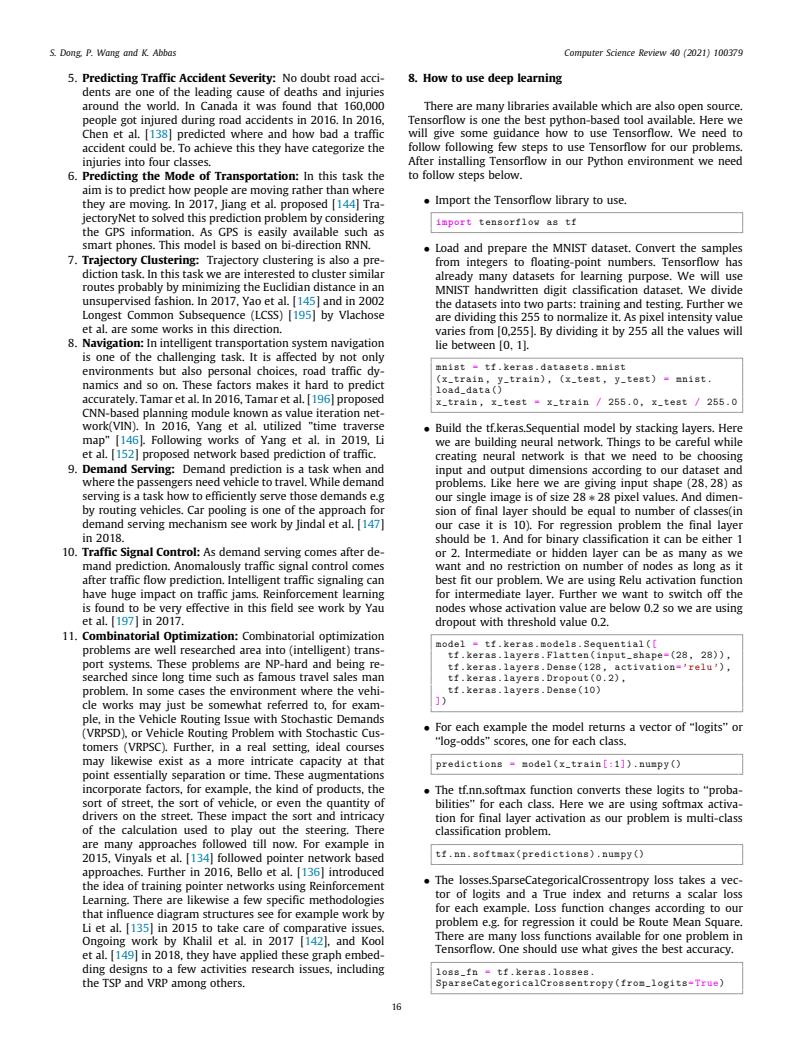 S. Dong, P. Wang and K. Abbas
Computer Science Review 40 (2021) 100379
5. Predicting Traffic Accident Severity: No doubt road acci-
dents are one of the leading cause of deaths and injuries
around the world. In Canada it was found that 160,000
people got injured during road accidents in 2016. In 2016,
Chen et al. [138] predicted where and how bad a traffic
accident could be. To achieve this they have categorize the
injuries into four classes.
6. Predicting the Mode of Transportation: In this task the
aim is to predict how people are moving rather than where
they are moving. In 2017, Jiang et al. proposed [144] Tra-
jectoryNet to solved this prediction problem by considering
the GPS information. As GPS is easily available such as
smart phones. This model is based on bi-direction RNN.
7. Trajectory Clustering: Trajectory clustering is also a pre-
diction task. In this task we are interested to cluster similar
routes probably by minimizing the Euclidian distance in an
unsupervised fashion. In 2017, Yao et al. [145] and in 2002
Longest Common Subsequence (LCSS) [195] by Vlachose
et al. are some works in this direction.
8. Navigation: In intelligent transportation system navigation
is one of the challenging task. It is affected by not only
environments but also personal choices, road traffic dy-
namics and so on. These factors makes it hard to predict
accurately. Tamar et al. In 2016, Tamar et al. [196] proposed
CNN-based planning module known as value iteration net-
work(VIN). In 2016, Yang et al. utilized "time traverse
map" [146]. Following works of Yang et al. in 2019, Li
et al. [152] proposed network based prediction of traffic.
9. Demand Serving: Demand prediction is a task when and
where the passengers need vehicle to travel. While demand
serving is a task how to efficiently serve those demands e.g
by routing vehicles. Car pooling is one of the approach for
demand serving mechanism see work by Jindal et al. [147]
in 2018.
10. Traffic Signal Control: As demand serving comes after de-
mand prediction. Anomalously traffic signal control comes
after traffic flow prediction. Intelligent traffic signaling can
have huge impact on traffic jams. Reinforcement learning
is found to be very effective in this field see work by Yau
et al. [197] in 2017.
11. Combinatorial Optimization: Combinatorial optimization
problems are well researched area into (intelligent) trans-
port systems. These problems are NP-hard and being re-
searched since long time such as famous travel sales man
problem. In some cases the environment where the vehi-
cle works may just be somewhat referred to, for exam-
ple, in the Vehicle Routing Issue with Stochastic Demands
(VRPSD), or Vehicle Routing Problem with Stochastic Cus-
tomers (VRPSC). Further, in a real setting, ideal courses
may likewise exist as a more intricate capacity at that
point essentially separation or time. These augmentations
incorporate factors, for example, the kind of products, the
sort of street, the sort of vehicle, or even the quantity of
drivers on the street. These impact the sort and intricacy
of the calculation used to play out the steering. There
are many approaches followed till now. For example in
2015, Vinyals et al. [134] followed pointer network based
approaches. Further in 2016, Bello et al. [136] introduced
the idea of training pointer networks using Reinforcement
Learning. There are likewise a few specific methodologies
that influence diagram structures see for example work by
Li et al. [135] in 2015 to take care of comparative issues.
Ongoing work by Khalil et al. in 2017 [142], and Kool
et al. [149] in 2018, they have applied these graph embed-
ding designs to a few activities research issues, including
the TSP and VRP among others.
8. How to use deep learning
There are many libraries available which are also open source.
Tensorflow is one the best python-based tool available. Here we
will give some guidance how to use Tensorflow. We need to
follow following few steps to use Tensorflow for our problems.
After installing Tensorflow in our Python environment we need
to follow steps below.
• Import the Tensorflow library to use.
import tensorflow as tf
• Load and prepare the MNIST dataset. Convert the samples
from integers to floating-point numbers. Tensorflow has
already many datasets for learning purpose. We will use
MNIST handwritten digit classification dataset. We divide
the datasets into two parts: training and testing. Further we
are dividing this 255 to normalize it. As pixel intensity value
varies from [0,255]. By dividing it by 255 all the values will
lie between [0, 1].
mnist = tf.keras.datasets.mnist
(x_train, y_train), (x_test, y_test) = mnist.
load_data()
x_train, x_test = x_train / 255.0, x_test / 255.0
• Build the tf.keras.Sequential model by stacking layers. Here
we are building neural network. Things to be careful while
creating neural network is that we need to be choosing
input and output dimensions according to our dataset and
problems. Like here we are giving input shape (28, 28) as
our single image is of size 28 ∗ 28 pixel values. And dimen-
sion of final layer should be equal to number of classes(in
our case it is 10). For regression problem the final layer
should be 1. And for binary classification it can be either 1
or 2. Intermediate or hidden layer can be as many as we
want and no restriction on number of nodes as long as it
best fit our problem. We are using Relu activation function
for intermediate layer. Further we want to switch off the
nodes whose activation value are below 0.2 so we are using
dropout with threshold value 0.2.
model = tf.keras.models.Sequential([
tf.keras.layers.Flatten(input_shape=(28, 28)),
tf.keras.layers.Dense(128, activation='relu'),
tf.keras.layers.Dropout(0.2),
tf.keras.layers.Dense(10)
])
• For each example the model returns a vector of "logits" or
"log-odds" scores, one for each class.
predictions = model(x_train[:1]).numpy()
• The tf.nn.softmax function converts these logits to "proba-
bilities" for each class. Here we are using softmax activa-
tion for final layer activation as our problem is multi-class
classification problem.
tf.nn.softmax(predictions).numpy()
• The losses.SparseCategoricalCrossentropy loss takes a vec-
tor of logits and a True index and returns a scalar loss
for each example. Loss function changes according to our
problem e.g. for regression it could be Route Mean Square.
There are many loss functions available for one problem in
Tensorflow. One should use what gives the best accuracy.
loss_fn = tf.keras.losses.
SparseCategoricalCrossentropy(from_logits=True)
16